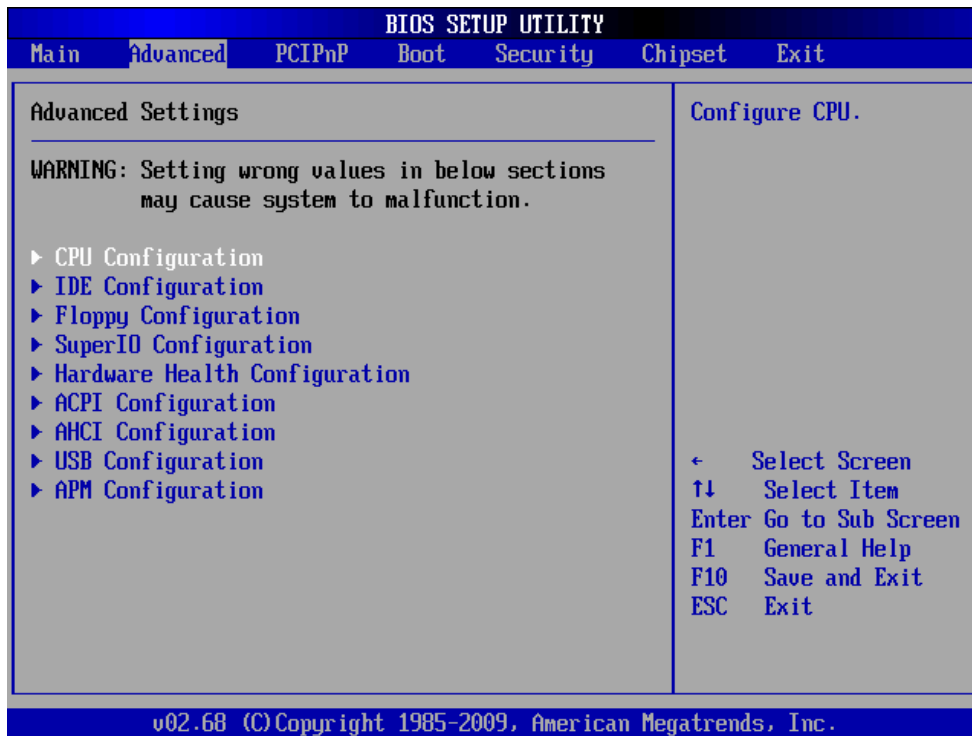 BIOS SETUP UTILITY
Main Advanced PCIPnP Boot Security Chipset Exit
Advanced Settings
WARNING: Setting wrong values in below sections
may cause system to malfunction.
▶ CPU Configuration
▶ IDE Configuration
▶ Floppy Configuration
▶ SuperIO Configuration
▶ Hardware Health Configuration
▶ ACPI Configuration
▶ AHCI Configuration
▶ USB Configuration
▶ APM Configuration
Configure CPU.
← Select Screen
↑↓ Select Item
Enter Go to Sub Screen
F1 General Help
F10 Save and Exit
ESC Exit
v02.68 (C)Copyright 1985-2009, American Megatrends, Inc.